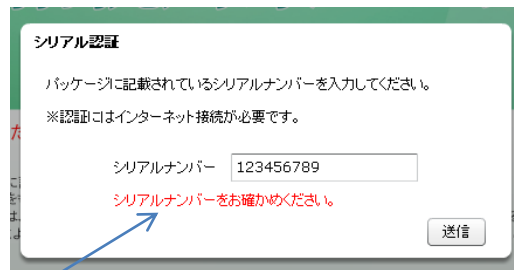 シリアル認証
パッケージに記載されているシリアルナンバーを入力してください。
※認証にはインターネット接続が必要です。
シリアルナンバー 123456789
シリアルナンバーをお確かめください。
送信